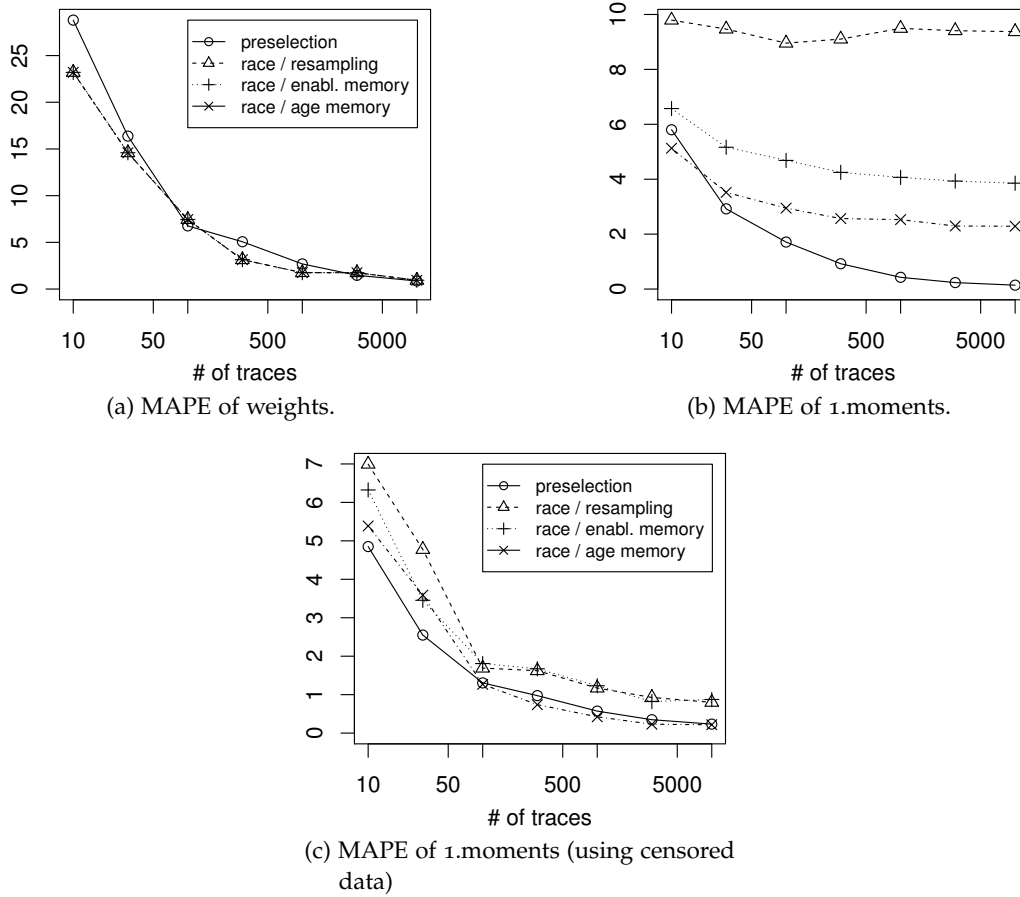 25
20
15
10
5
0
preselection
race / resampling
race / enabl. memory
race / age memory
10 50 500 5000
# of traces
(a) MAPE of weights.
10
8
6
4
2
0
10 50 500 5000
# of traces
(b) MAPE of 1.moments.
7
6
5
4
3
2
1
0
preselection
race / resampling
race / enabl. memory
race / age memory
10 50 500 5000
# of traces
(c) MAPE of 1.moments (using censored
data)